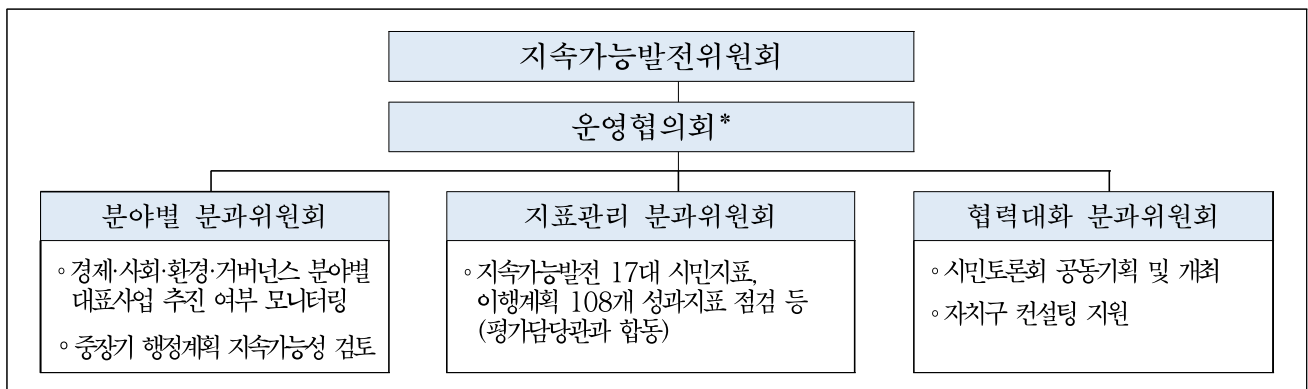 지속가능발전위원회
운영협의회*
분야별 분과위원회
◦경제·사회·환경·거버넌스 분야별
대표사업 추진 여부 모니터링
◦중장기 행정계획 지속가능성 검토
지표관리 분과위원회
◦지속가능발전 17대 시민지표,
이행계획 108개 성과지표 점검 등
(평가담당관과 합동)
협력대화 분과위원회
◦시민토론회 공동기획 및 개최
◦자치구 컨설팅 지원